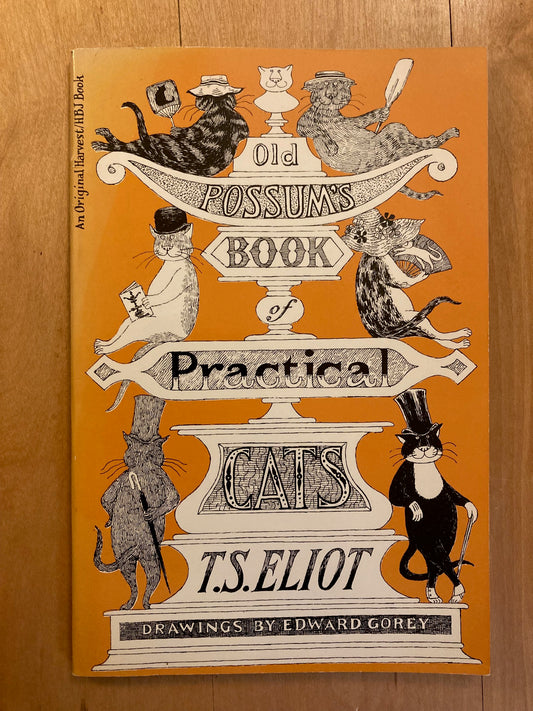 An Original Harvest/HBJ Book
Old
POSSUM'S
BOOK
of
Practical
CATS
T.S. ELIOT
DRAWINGS BY EDWARD GOREY